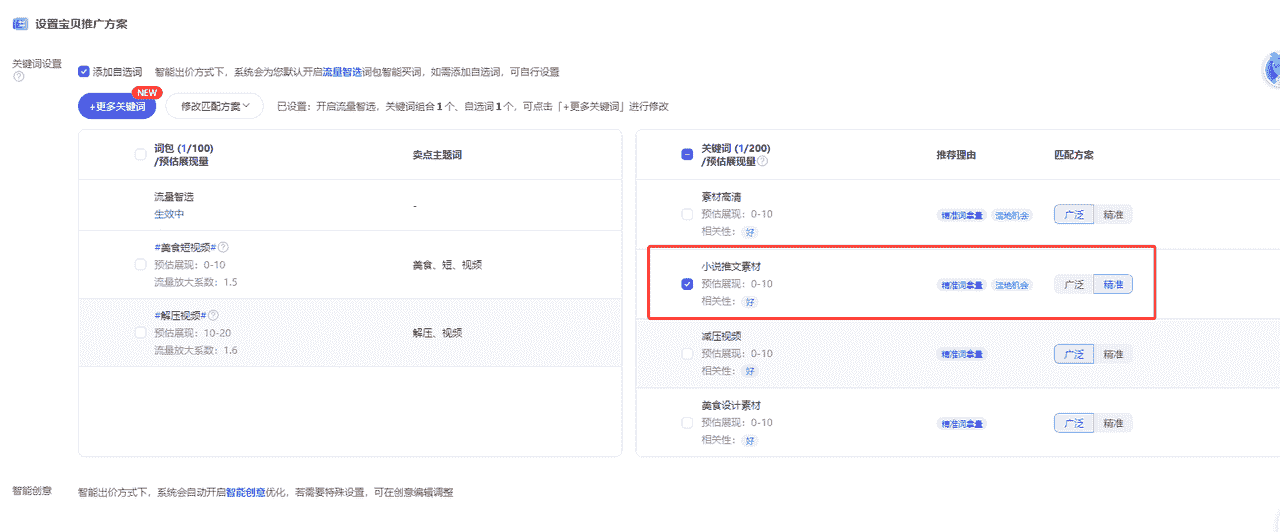 设置宝贝推广方案
关键词设置
添加自选词 智能出价方式下，系统会为您默认开启流量智选词包智能买词，如需添加自选词，可自行设置
NEW
+更多关键词 修改匹配方案 已设置：开启流量智选，关键词组合1个、自选词1个，可点击「+更多关键词」进行修改
词包 (1/100)
/预估展现量
卖点主题词
流量智选
生效中
-
#美食短视频#
预估展现：0-10
流量放大系数：1.5
美食、短、视频
#解压视频#
预估展现：10-20
流量放大系数：1.6
解压、视频
关键词 (1/200)
/预估展现量
推荐理由
匹配方案
素材高清
预估展现：0-10
相关性：好
精准词拿量 蓝地机会
广泛 精准
小说推文素材
预估展现：0-10
相关性：好
精准词拿量 蓝地机会
广泛 精准
减压视频
预估展现：0-10
相关性：好
精准词拿量
广泛 精准
美食设计素材
预估展现：0-10
相关性：好
精准词拿量
广泛 精准
智能创意
智能出价方式下，系统会自动开启智能创意优化，若需要特殊设置，可在创意编辑调整